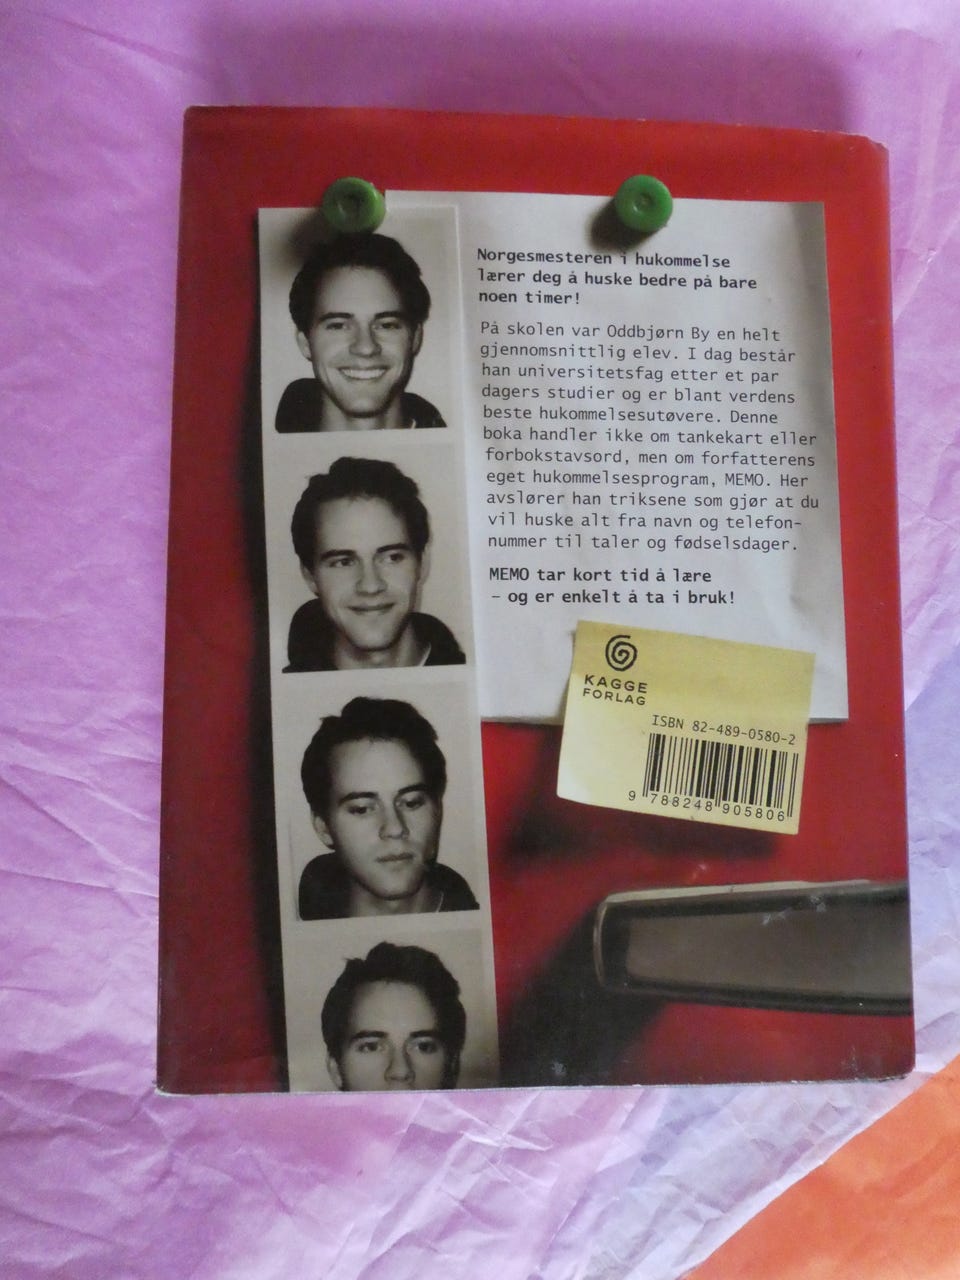 Norgesmesteren i hukommelse
lærer deg å huske bedre på bare
noen timer!
På skolen var Oddbjørn By en helt
gjennomsnittlig elev. I dag består
han universitetsfag etter et par
dagers studier og er blant verdens
beste hukommelsesutøvere. Denne
boka handler ikke om tankekart eller
forbokstavsord, men om forfatterens
eget hukommelsesprogram, MEMO. Her
avslører han triksene som gjør at du
vil huske alt fra navn og telefon-
nummer til taler og fødselsdager.
MEMO tar kort tid å lære
– og er enkelt å ta i bruk!
KAGGE
FORLAG
ISBN 82-489-0580-2
9 788248 905806